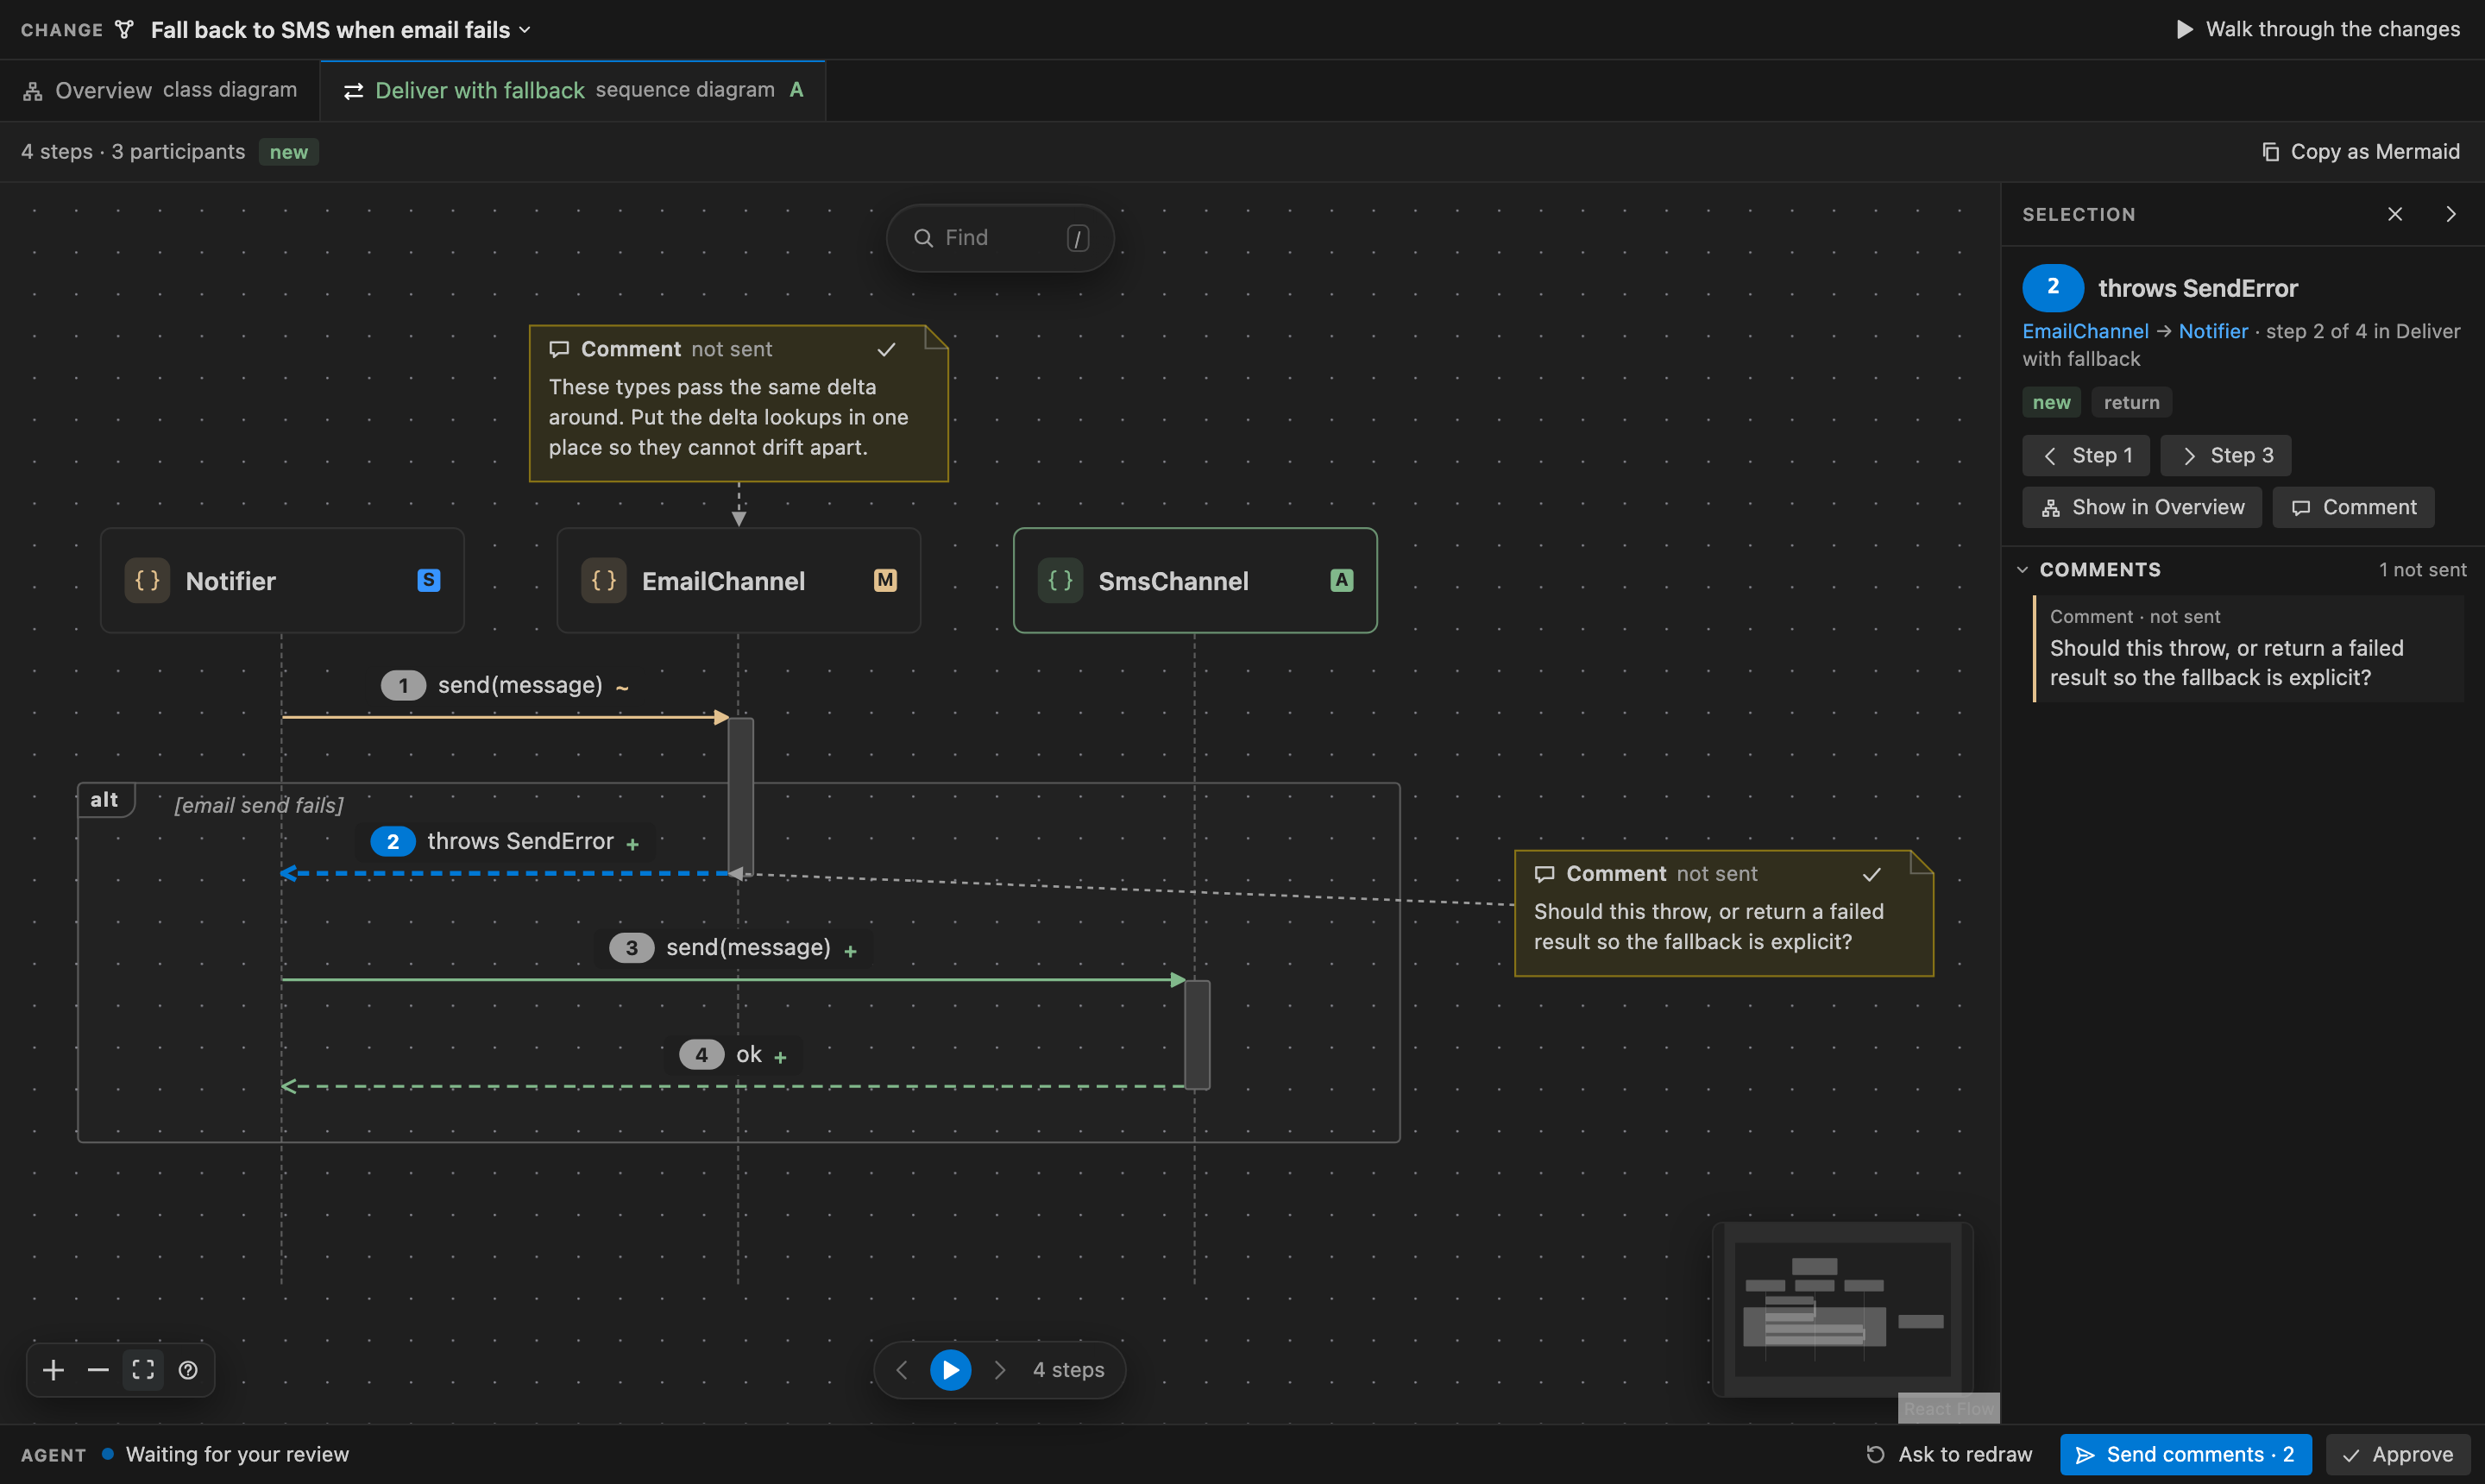 CHANGE Fall back to SMS when email fails
Walk through the changes
Overview class diagram
Deliver with fallback sequence diagram A
4 steps · 3 participants new
Copy as Mermaid
Find /
SELECTION
2 throws SendError
EmailChannel → Notifier · step 2 of 4 in Deliver
with fallback
new return
Step 1
Step 3
Show in Overview
Comment
COMMENTS 1 not sent
Comment · not sent
Should this throw, or return a failed
result so the fallback is explicit?
Comment not sent
These types pass the same delta
around. Put the delta lookups in one
place so they cannot drift apart.
{} Notifier S
{} EmailChannel M
{} SmsChannel A
1 send(message) ~
alt [email send fails]
2 throws SendError +
Comment not sent
Should this throw, or return a failed
result so the fallback is explicit?
3 send(message) +
4 ok +
4 steps
React Flow
AGENT Waiting for your review
Ask to redraw
Send comments · 2
Approve